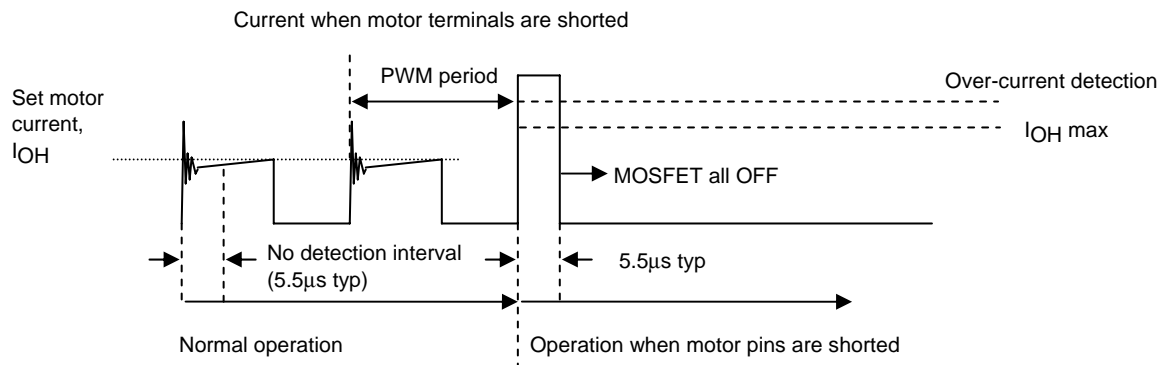 Current when motor terminals are shorted
PWM period
Over-current detection
Set motor
current,
IOH
IOH max
MOSFET all OFF
No detection interval
(5.5μs typ)
5.5μs typ
Normal operation
Operation when motor pins are shorted